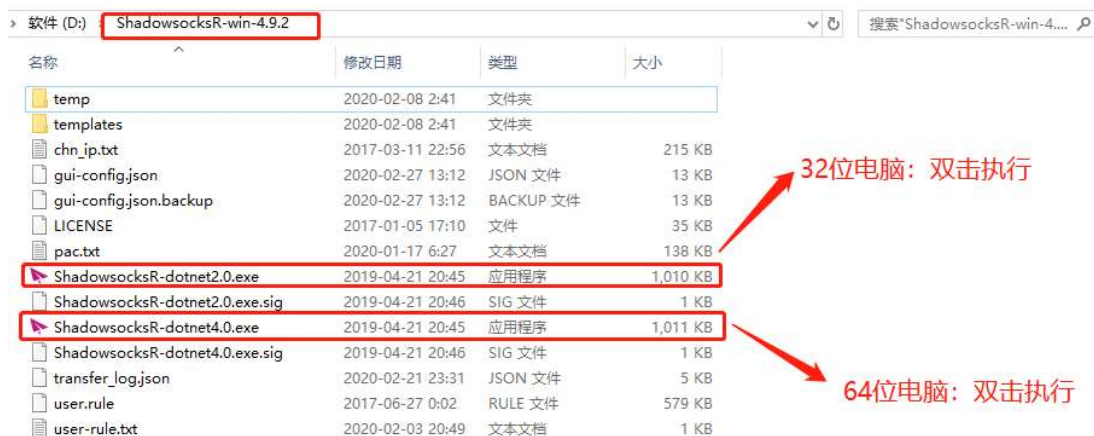 软件 (D:) › ShadowsocksR-win-4.9.2 搜索"ShadowsocksR-win-4....
名称 修改日期 类型 大小
temp 2020-02-08 2:41 文件夹
templates 2020-02-08 2:41 文件夹
chn_ip.txt 2017-03-11 22:56 文本文档 215 KB
gui-config.json 2020-02-27 13:12 JSON 文件 13 KB
gui-config.json.backup 2020-02-27 13:12 BACKUP 文件 13 KB
LICENSE 2017-01-05 17:10 文件 35 KB
pac.txt 2020-01-17 6:27 文本文档 138 KB
ShadowsocksR-dotnet2.0.exe 2019-04-21 20:45 应用程序 1,010 KB
ShadowsocksR-dotnet2.0.exe.sig 2019-04-21 20:46 SIG 文件 1 KB
ShadowsocksR-dotnet4.0.exe 2019-04-21 20:45 应用程序 1,011 KB
ShadowsocksR-dotnet4.0.exe.sig 2019-04-21 20:46 SIG 文件 1 KB
transfer_log.json 2020-02-21 23:31 JSON 文件 5 KB
user.rule 2017-06-27 0:02 RULE 文件 579 KB
user-rule.txt 2020-02-03 20:49 文本文档 1 KB
32位电脑：双击执行
64位电脑：双击执行